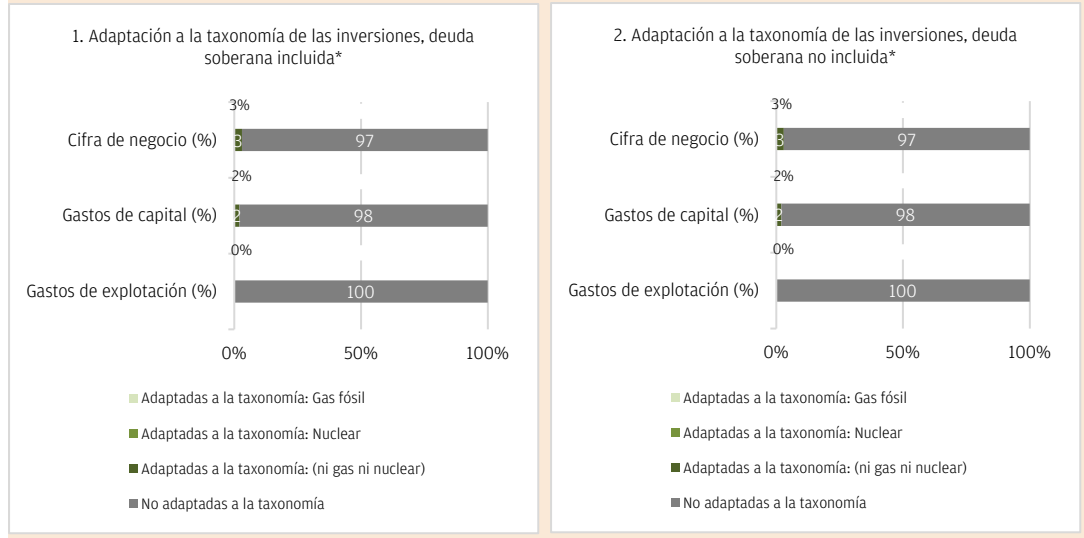 1. Adaptación a la taxonomía de las inversiones, deuda
soberana incluida*
3%
Cifra de negocio (%)
3
97
2%
Gastos de capital (%)
2
98
0%
Gastos de explotación (%)
100
0%
50%
100%
Adaptadas a la taxonomía: Gas fósil
Adaptadas a la taxonomía: Nuclear
Adaptadas a la taxonomía: (ni gas ni nuclear)
No adaptadas a la taxonomía
2. Adaptación a la taxonomía de las inversiones, deuda
soberana no incluida*
3%
Cifra de negocio (%)
3
97
2%
Gastos de capital (%)
2
98
0%
Gastos de explotación (%)
100
0%
50%
100%
Adaptadas a la taxonomía: Gas fósil
Adaptadas a la taxonomía: Nuclear
Adaptadas a la taxonomía: (ni gas ni nuclear)
No adaptadas a la taxonomía